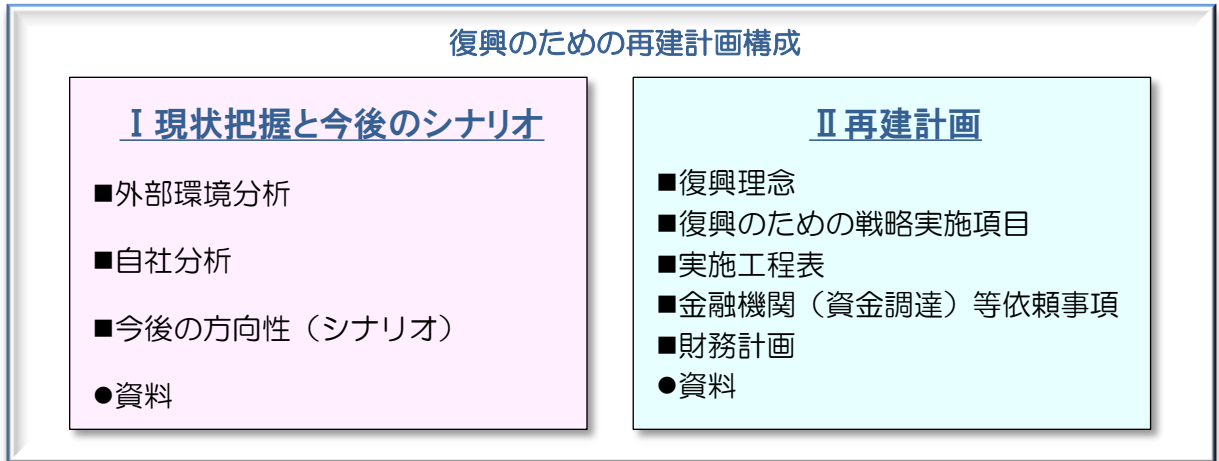 復興のための再建計画構成
Ⅰ現状把握と今後のシナリオ
■外部環境分析
■自社分析
■今後の方向性（シナリオ）
●資料
Ⅱ再建計画
■復興理念
■復興のための戦略実施項目
■実施工程表
■金融機関（資金調達）等依頼事項
■財務計画
●資料